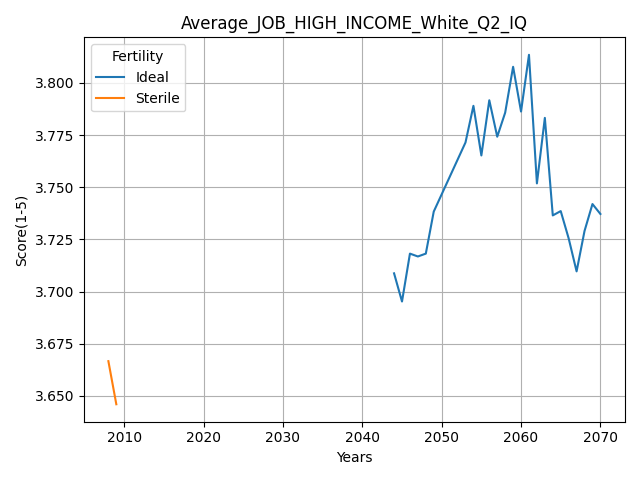 Average_JOB_HIGH_INCOME_White_Q2_IQ
Fertility
Ideal
Sterile
Score(1-5)
3.800
3.775
3.750
3.725
3.700
3.675
3.650
2010 2020 2030 2040 2050 2060 2070
Years